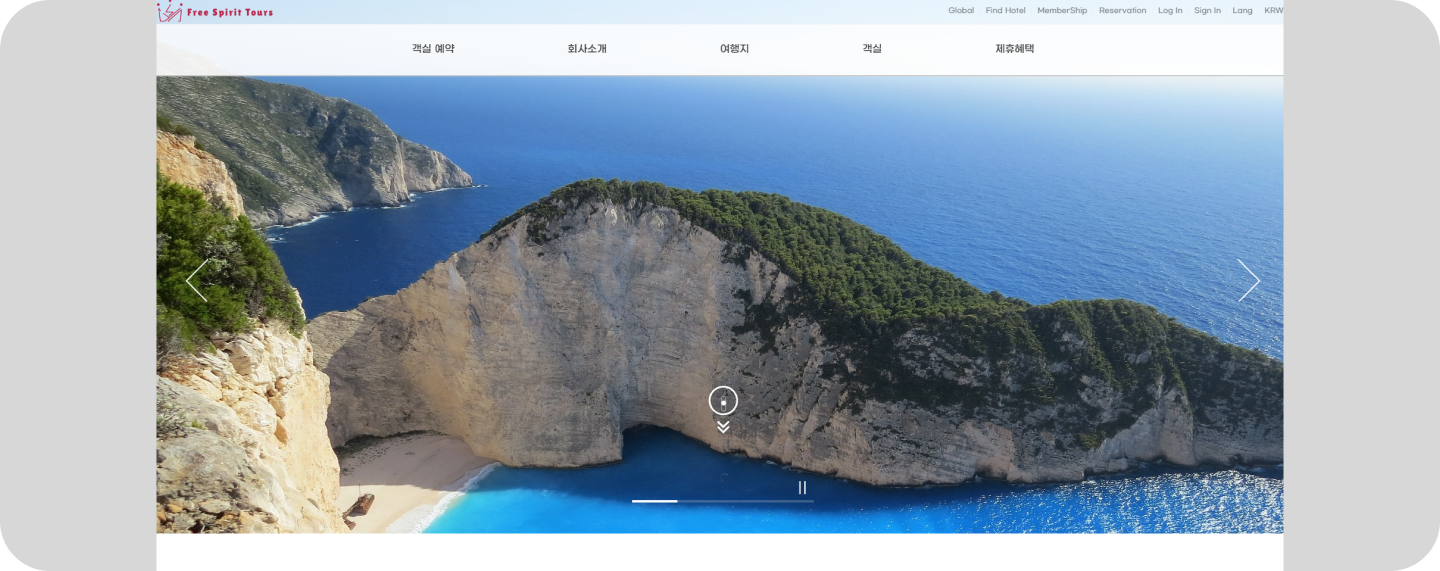 Free Spirit Tours
Global Find Hotel MemberShip Reservation Log In Sign In Lang KRW
객실 예약 회사소개 여행지 객실 제휴혜택